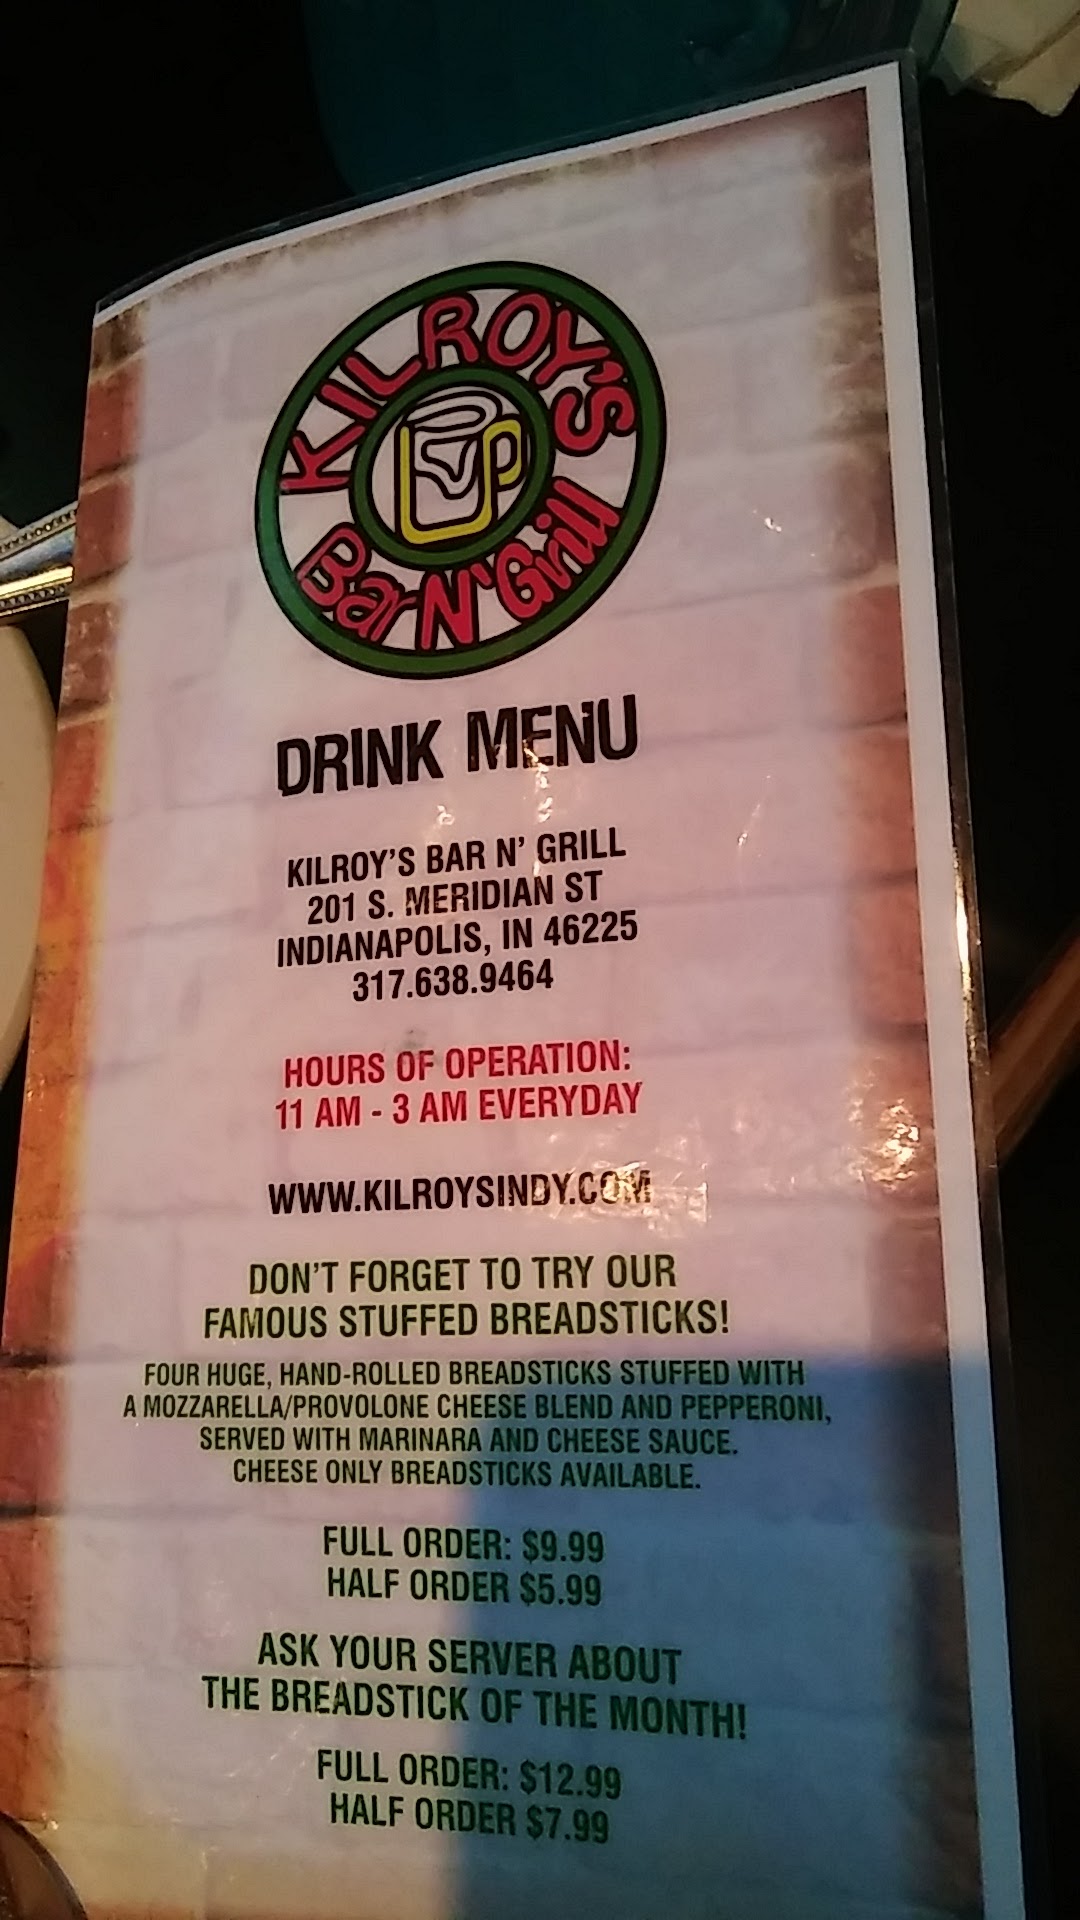 KILROY'S
Bar N' Grill
DRINK MENU
KILROY'S BAR N' GRILL
201 S. MERIDIAN ST
INDIANAPOLIS, IN 46225
317.638.9464
HOURS OF OPERATION:
11 AM - 3 AM EVERYDAY
WWW.KILROYSINDY.COM
DON'T FORGET TO TRY OUR
FAMOUS STUFFED BREADSTICKS!
FOUR HUGE, HAND-ROLLED BREADSTICKS STUFFED WITH
A MOZZARELLA/PROVOLONE CHEESE BLEND AND PEPPERONI,
SERVED WITH MARINARA AND CHEESE SAUCE.
CHEESE ONLY BREADSTICKS AVAILABLE.
FULL ORDER: $9.99
HALF ORDER $5.99
ASK YOUR SERVER ABOUT
THE BREADSTICK OF THE MONTH!
FULL ORDER: $12.99
HALF ORDER $7.99